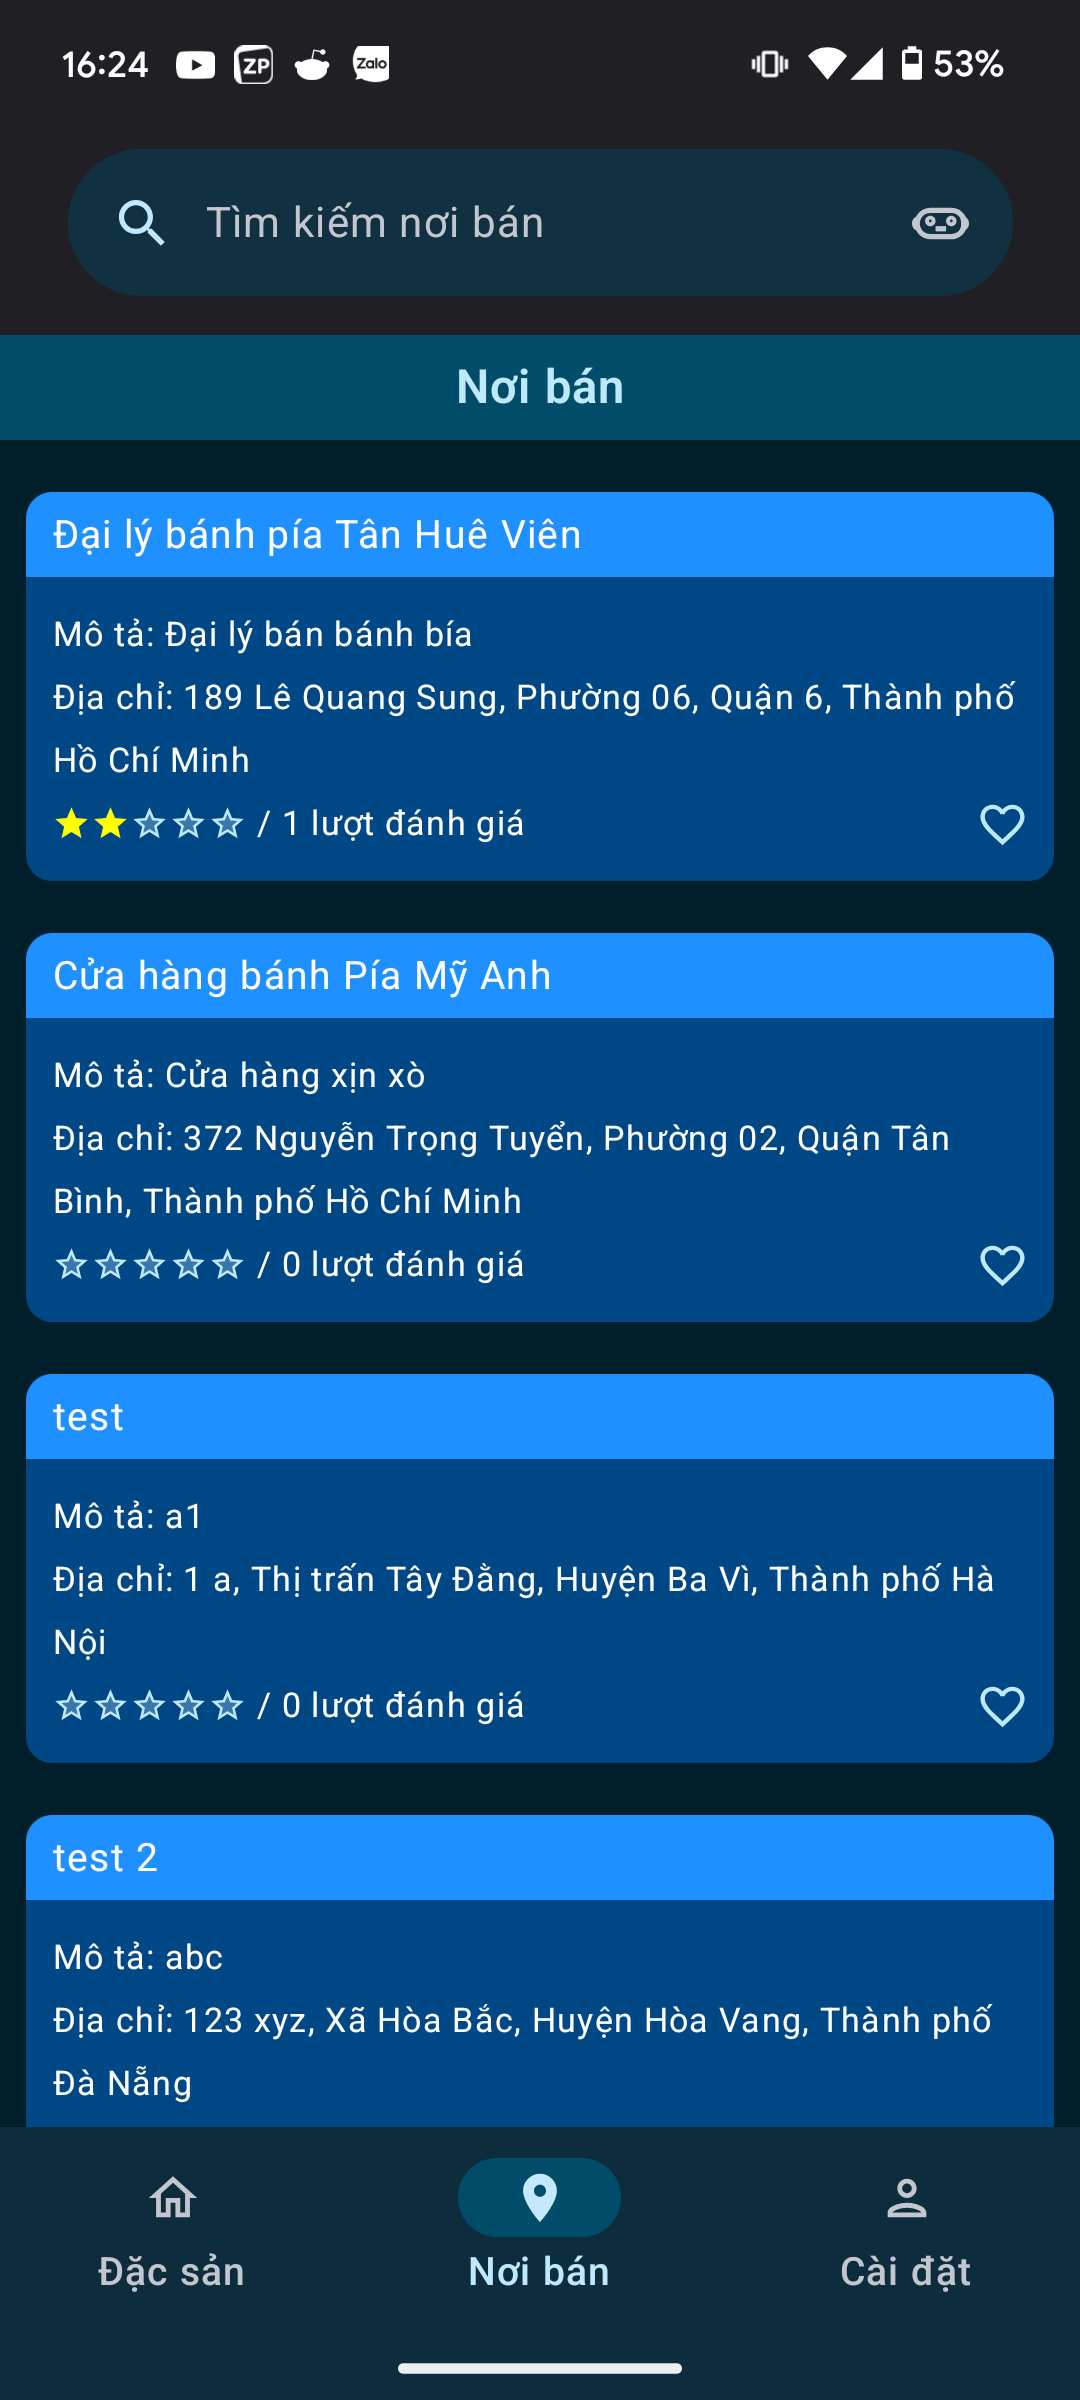 16:24 ZP Zalo 53%
Tìm kiếm nơi bán
Nơi bán
Đại lý bánh pía Tân Huê Viên
Mô tả: Đại lý bán bánh bía
Địa chỉ: 189 Lê Quang Sung, Phường 06, Quận 6, Thành phố
Hồ Chí Minh
/ 1 lượt đánh giá
Cửa hàng bánh Pía Mỹ Anh
Mô tả: Cửa hàng xịn xò
Địa chỉ: 372 Nguyễn Trọng Tuyển, Phường 02, Quận Tân
Bình, Thành phố Hồ Chí Minh
/ 0 lượt đánh giá
test
Mô tả: a1
Địa chỉ: 1 a, Thị trấn Tây Đằng, Huyện Ba Vì, Thành phố Hà
Nội
/ 0 lượt đánh giá
test 2
Mô tả: abc
Địa chỉ: 123 xyz, Xã Hòa Bắc, Huyện Hòa Vang, Thành phố
Đà Nẵng
Đặc sản Nơi bán Cài đặt